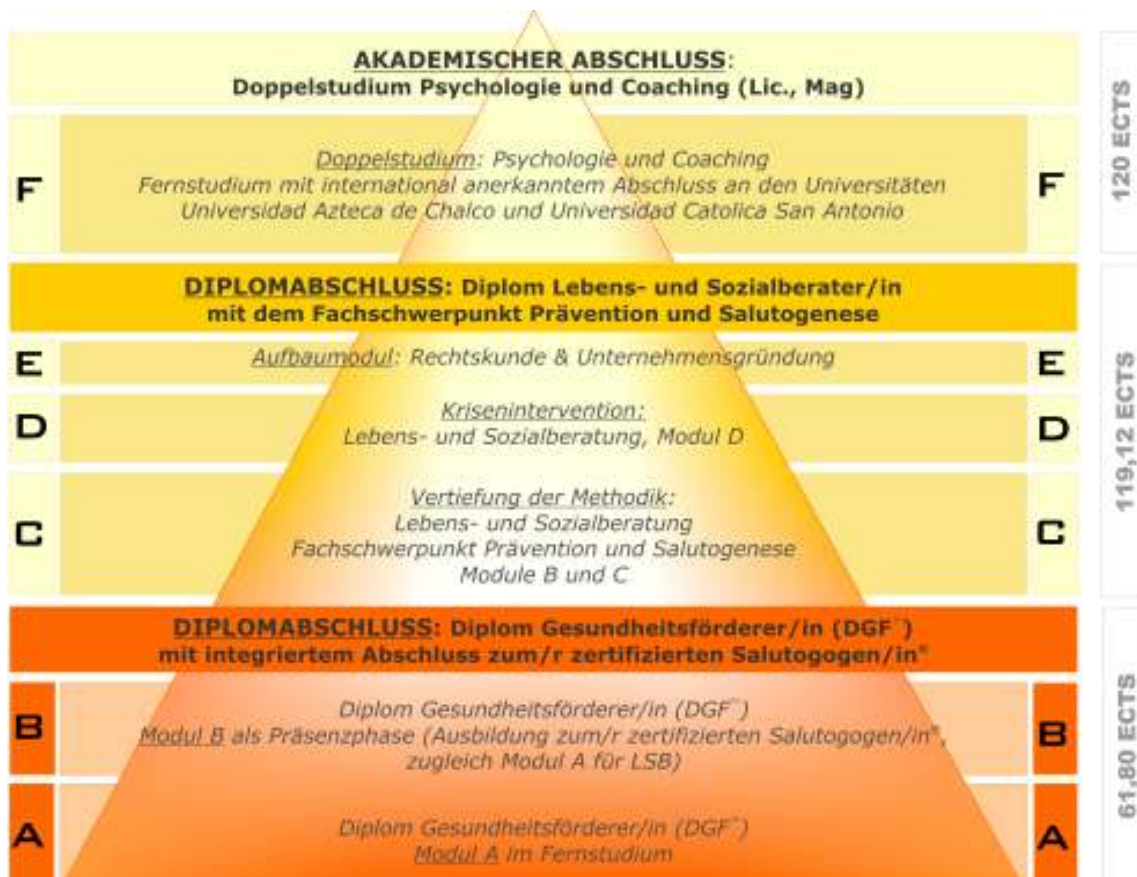 AKADEMISCHER ABSCHLUSS:
Doppelstudium Psychologie und Coaching (Lic., Mag)
F
Doppelstudium: Psychologie und Coaching
Fernstudium mit international anerkanntem Abschluss an den Universitäten
Universidad Azteca de Chalco und Universidad Catolica San Antonio
F
120 ECTS
DIPLOMABSCHLUSS: Diplom Lebens- und Sozialberater/in
mit dem Fachschwerpunkt Prävention und Salutogenese
E
Aufbaumodul: Rechtskunde & Unternehmensgründung
E
D
Krisenintervention:
Lebens- und Sozialberatung, Modul D
D
C
Vertiefung der Methodik:
Lebens- und Sozialberatung
Fachschwerpunkt Prävention und Salutogenese
Module B und C
C
119,12 ECTS
DIPLOMABSCHLUSS: Diplom Gesundheitsförderer/in (DGF)
mit integriertem Abschluss zum/r zertifizierten Salutogogen/in®
B
Diplom Gesundheitsförderer/in (DGF)
Modul B als Präsenzphase (Ausbildung zum/r zertifizierten Salutogogen/in®,
zugleich Modul A für LSB)
B
A
Diplom Gesundheitsförderer/in (DGF)
Modul A im Fernstudium
A
61,80 ECTS